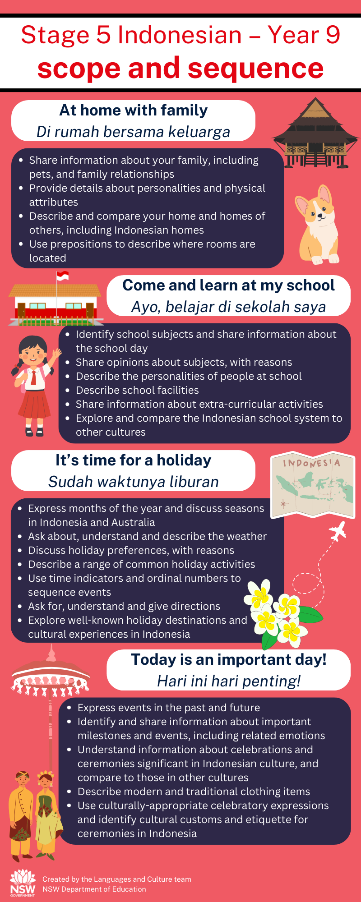 Stage 5 Indonesian – Year 9
scope and sequence
At home with family
Di rumah bersama keluarga
• Share information about your family, including
pets, and family relationships
• Provide details about personalities and physical
attributes
• Describe and compare your home and homes of
others, including Indonesian homes
• Use prepositions to describe where rooms are
located
Come and learn at my school
Ayo, belajar di sekolah saya
• Identify school subjects and share information about
the school day
• Share opinions about subjects, with reasons
• Describe the personalities of people at school
• Describe school facilities
• Share information about extra-curricular activities
• Explore and compare the Indonesian school system to
other cultures
It's time for a holiday
Sudah waktunya liburan
INDONESIA
• Express months of the year and discuss seasons
in Indonesia and Australia
• Ask about, understand and describe the weather
• Discuss holiday preferences, with reasons
• Describe a range of common holiday activities
• Use time indicators and ordinal numbers to
sequence events
• Ask for, understand and give directions
• Explore well-known holiday destinations and
cultural experiences in Indonesia
Today is an important day!
Hari ini hari penting!
• Express events in the past and future
• Identify and share information about important
milestones and events, including related emotions
• Understand information about celebrations and
ceremonies significant in Indonesian culture, and
compare to those in other cultures
• Describe modern and traditional clothing items
• Use culturally-appropriate celebratory expressions
and identify cultural customs and etiquette for
ceremonies in Indonesia
NSW
GOVERNMENT
Created by the Languages and Culture team
NSW Department of Education